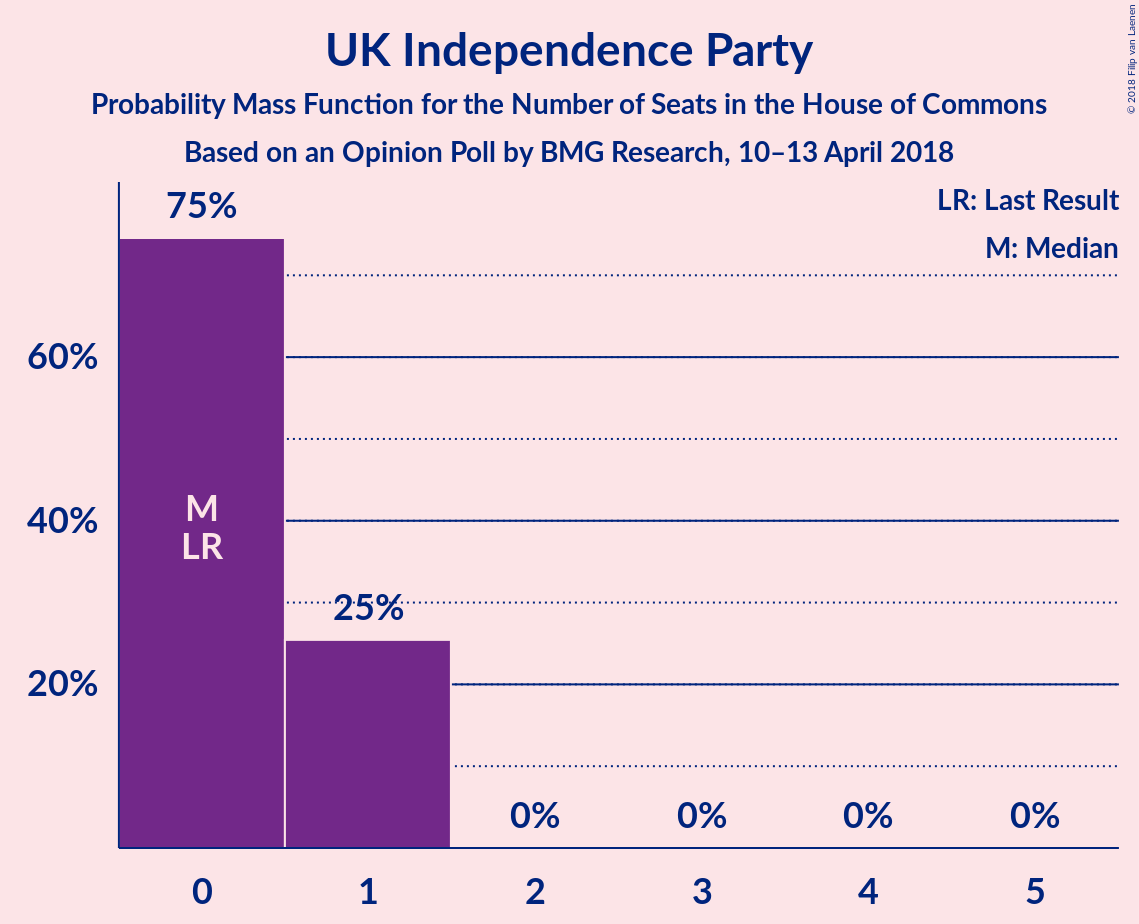 UK Independence Party
Probability Mass Function for the Number of Seats in the House of Commons
Based on an Opinion Poll by BMG Research, 10–13 April 2018
© 2018 Filip van Laenen
LR: Last Result
M: Median
75%
60%
M
40%
LR
25%
20%
0% 0% 0% 0%
0 1 2 3 4 5